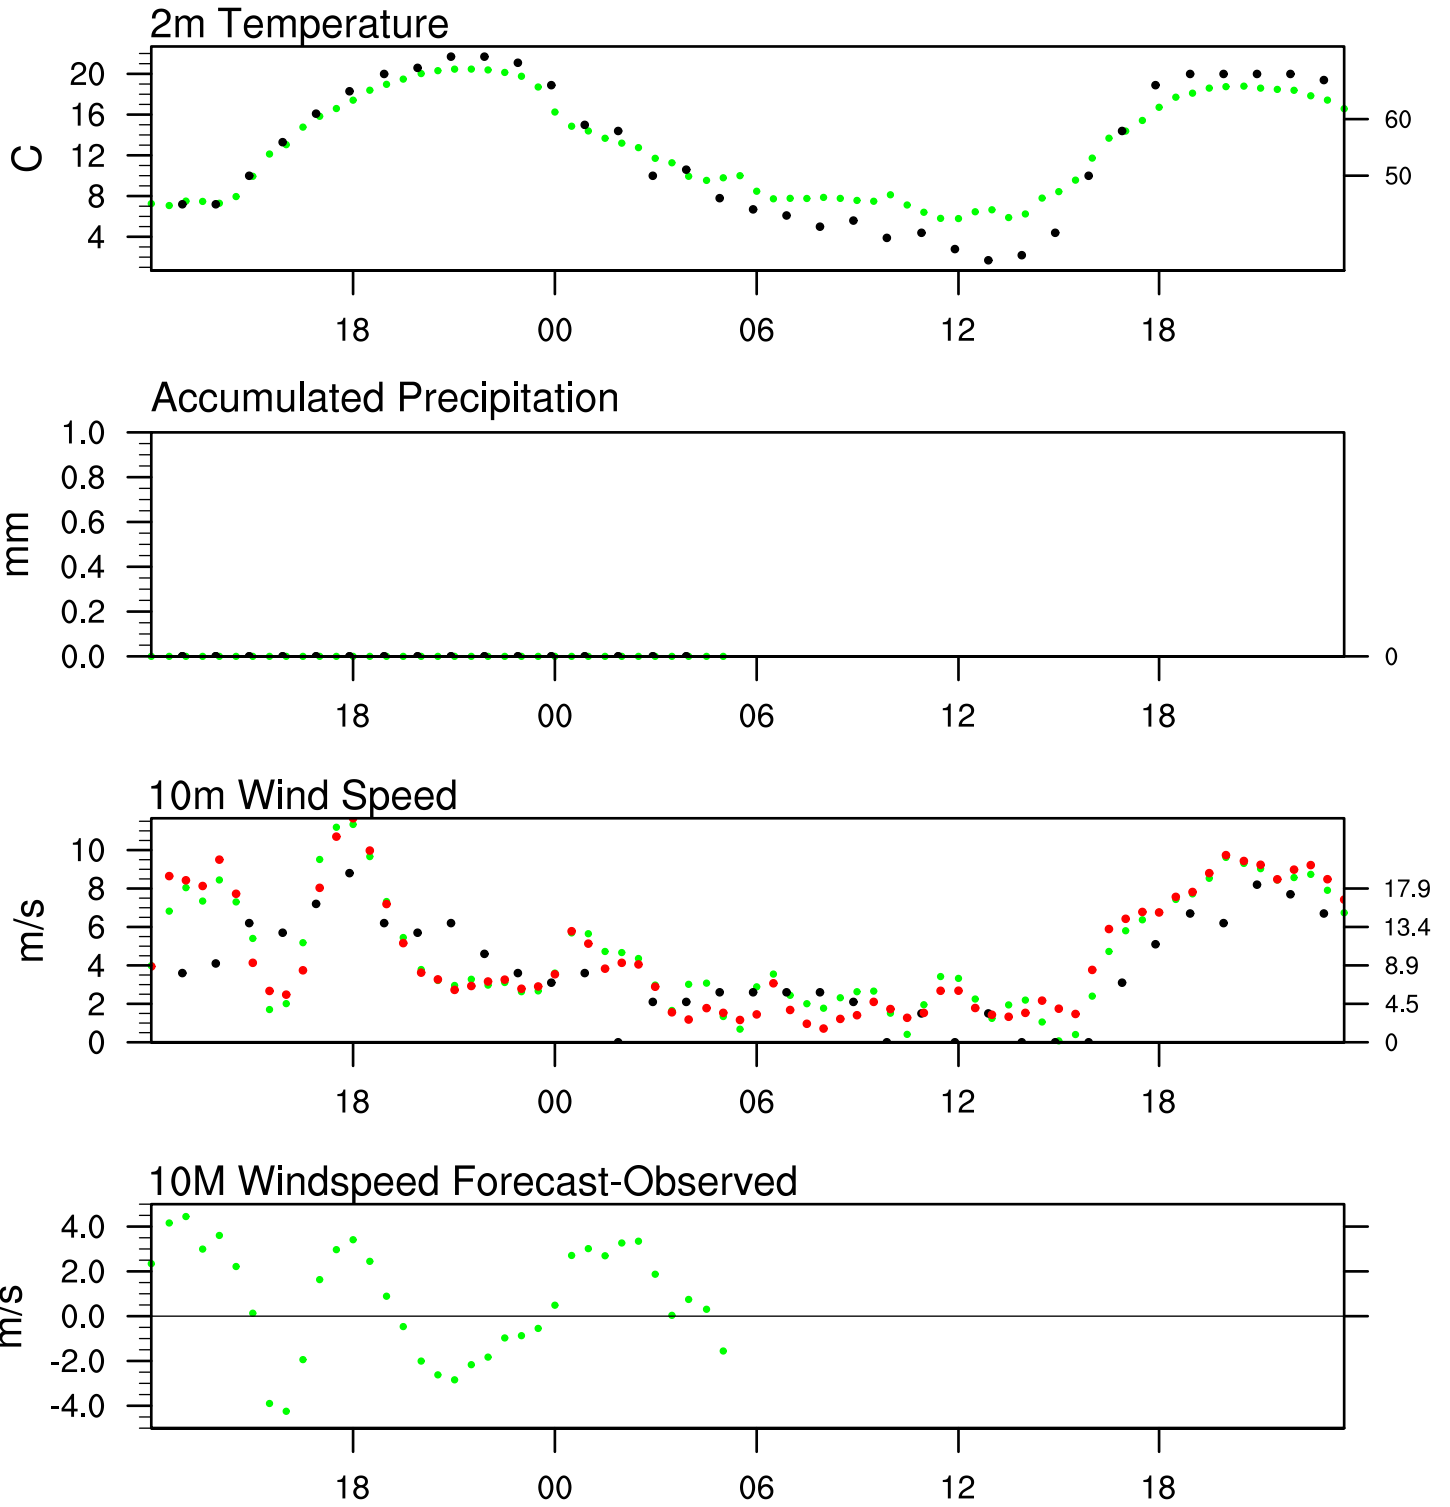 2m Temperature
20
16
12
8
4
C
60
50
18 00 06 12 18
Accumulated Precipitation
1.0
0.8
0.6
0.4
0.2
0.0
mm
0
18 00 06 12 18
10m Wind Speed
10
8
6
4
2
0
m/s
17.9
13.4
8.9
4.5
0
18 00 06 12 18
10M Windspeed Forecast-Observed
4.0
2.0
0.0
-2.0
-4.0
m/s
18 00 06 12 18